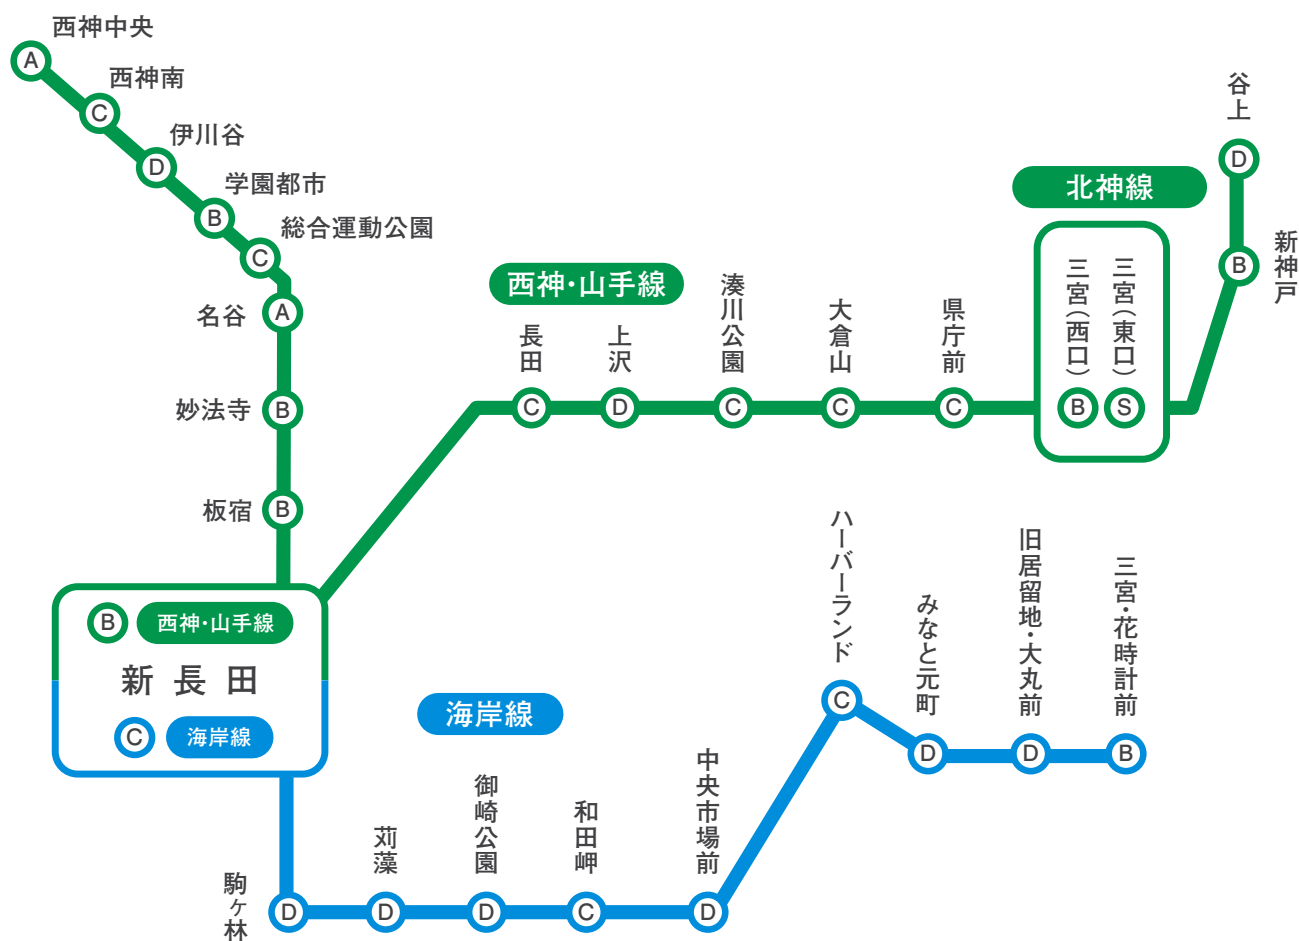 西神中央
A
西神南
C
伊川谷
D
学園都市
B
総合運動公園
C
名谷
A
妙法寺
B
板宿
B
B
西神・山手線
新長田
C
海岸線
西神・山手線
長田
C
上沢
D
湊川公園
C
大倉山
C
県庁前
C
北神線
三宮(西口)
B
三宮(東口)
S
新神戸
B
谷上
D
海岸線
駒ヶ林
D
苅藻
D
御崎公園
D
和田岬
C
中央市場前
D
ハーバーランド
C
みなと元町
D
旧居留地・大丸前
D
三宮・花時計前
B